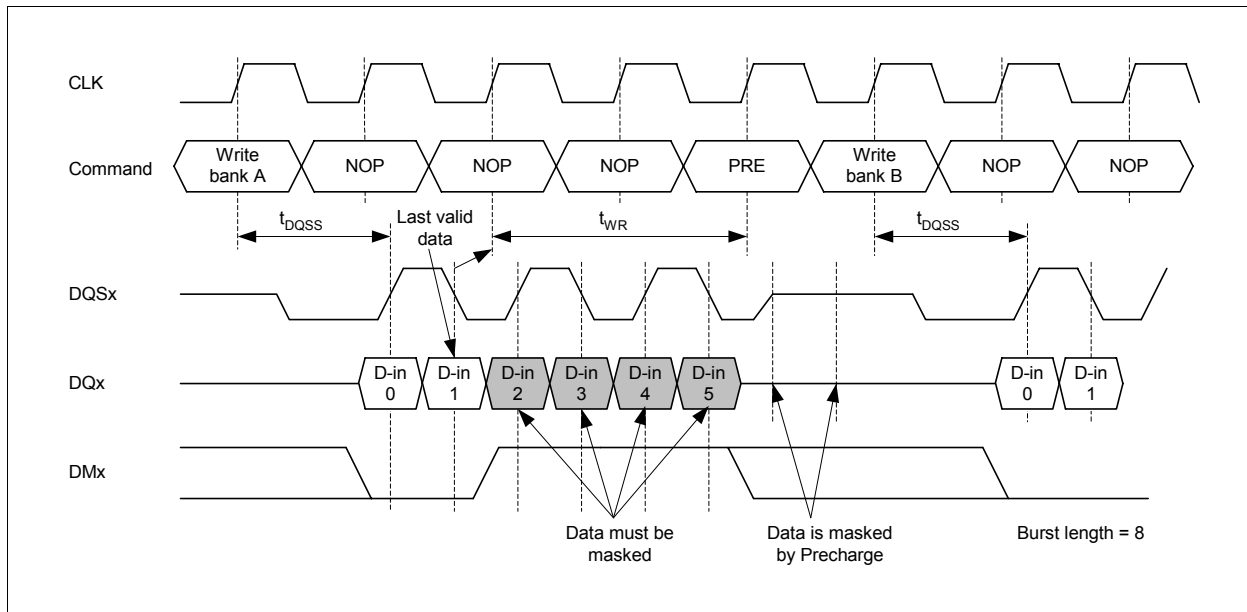 CLK
Command
Write
bank A
NOP
NOP
NOP
PRE
Write
bank B
NOP
NOP
tDQSS
Last valid
data
tWR
tDQSS
DQSx
DQx
D-in
0
D-in
1
D-in
2
D-in
3
D-in
4
D-in
5
D-in
0
D-in
1
DMx
Data must be
masked
Data is masked
by Precharge
Burst length = 8